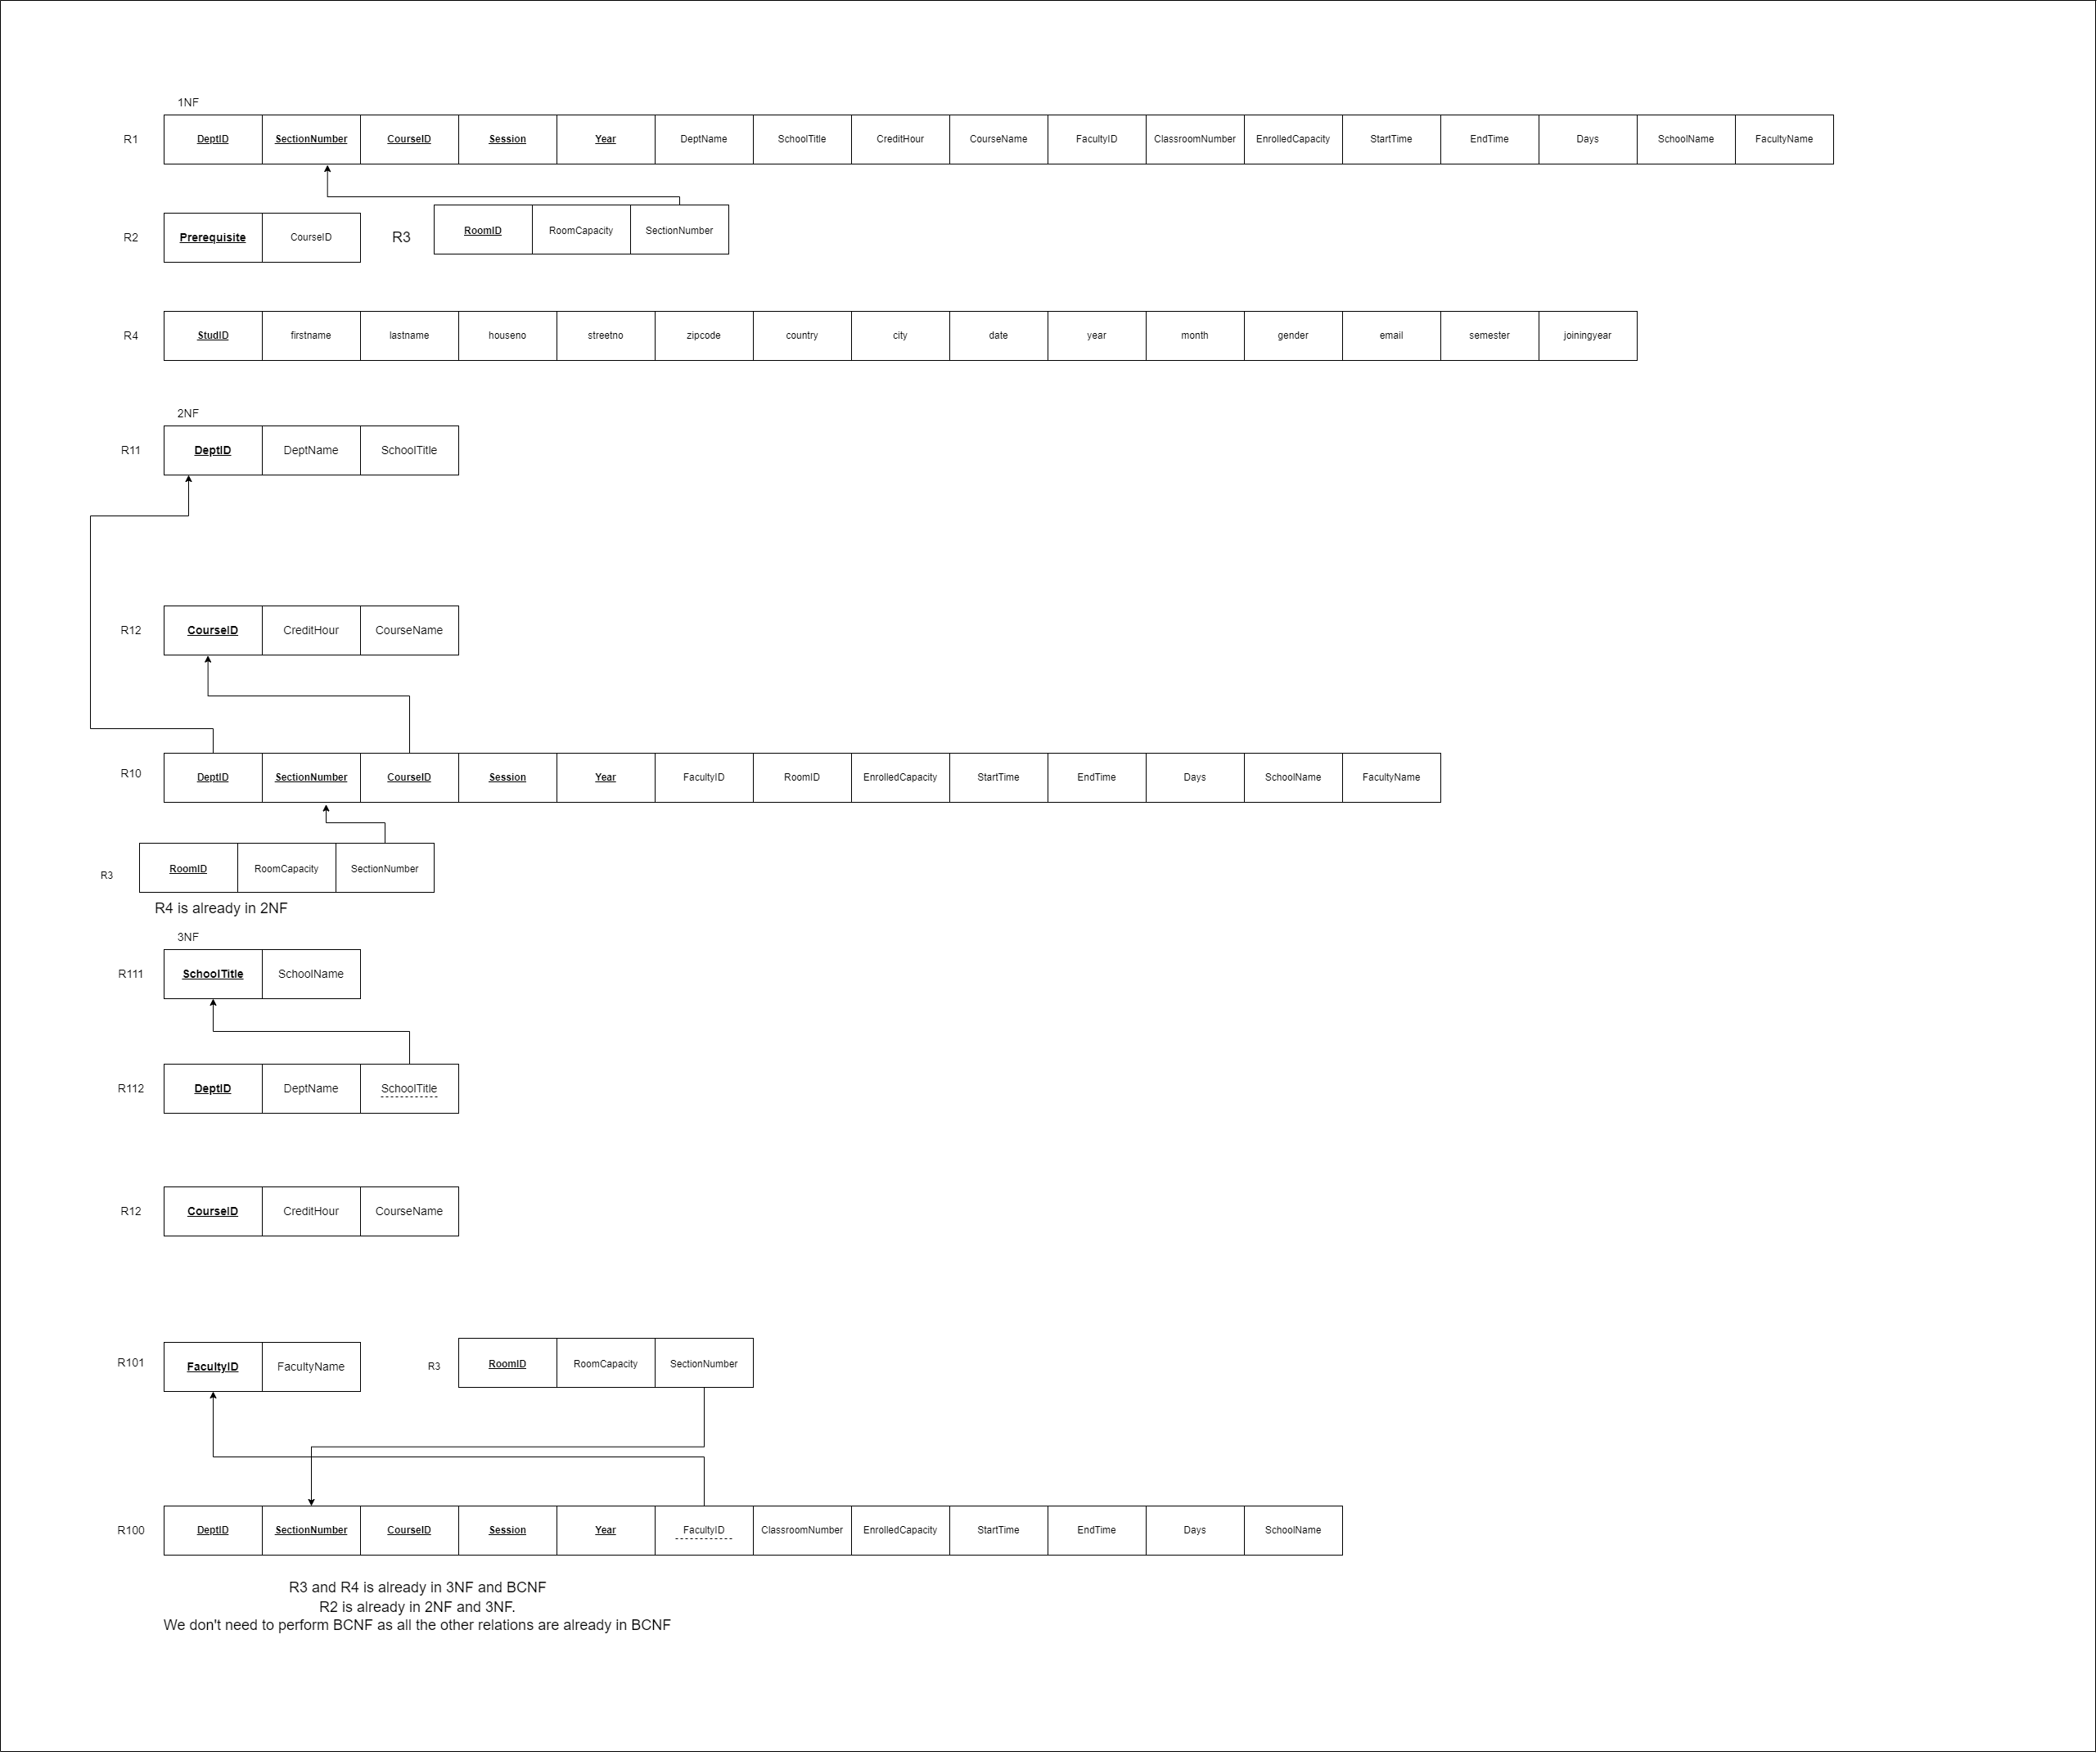 1NF
R1 DeptID SectionNumber CourseID Session Year DeptName SchoolTitle CreditHour CourseName FacultyID ClassroomNumber EnrolledCapacity StartTime EndTime Days SchoolName FacultyName
R2 Prerequisite CourseID R3 RoomID RoomCapacity SectionNumber
R4 StudID firstname lastname houseno streetno zipcode country city date year month gender email semester joiningyear
2NF
R11 DeptID DeptName SchoolTitle
R12 CourseID CreditHour CourseName
R10 DeptID SectionNumber CourseID Session Year FacultyID RoomID EnrolledCapacity StartTime EndTime Days SchoolName FacultyName
R3 RoomID RoomCapacity SectionNumber
R4 is already in 2NF
3NF
R111 SchoolTitle SchoolName
R112 DeptID DeptName SchoolTitle
R12 CourseID CreditHour CourseName
R101 FacultyID FacultyName R3 RoomID RoomCapacity SectionNumber
R100 DeptID SectionNumber CourseID Session Year FacultyID ClassroomNumber EnrolledCapacity StartTime EndTime Days SchoolName
R3 and R4 is already in 3NF and BCNF
R2 is already in 2NF and 3NF.
We don't need to perform BCNF as all the other relations are already in BCNF